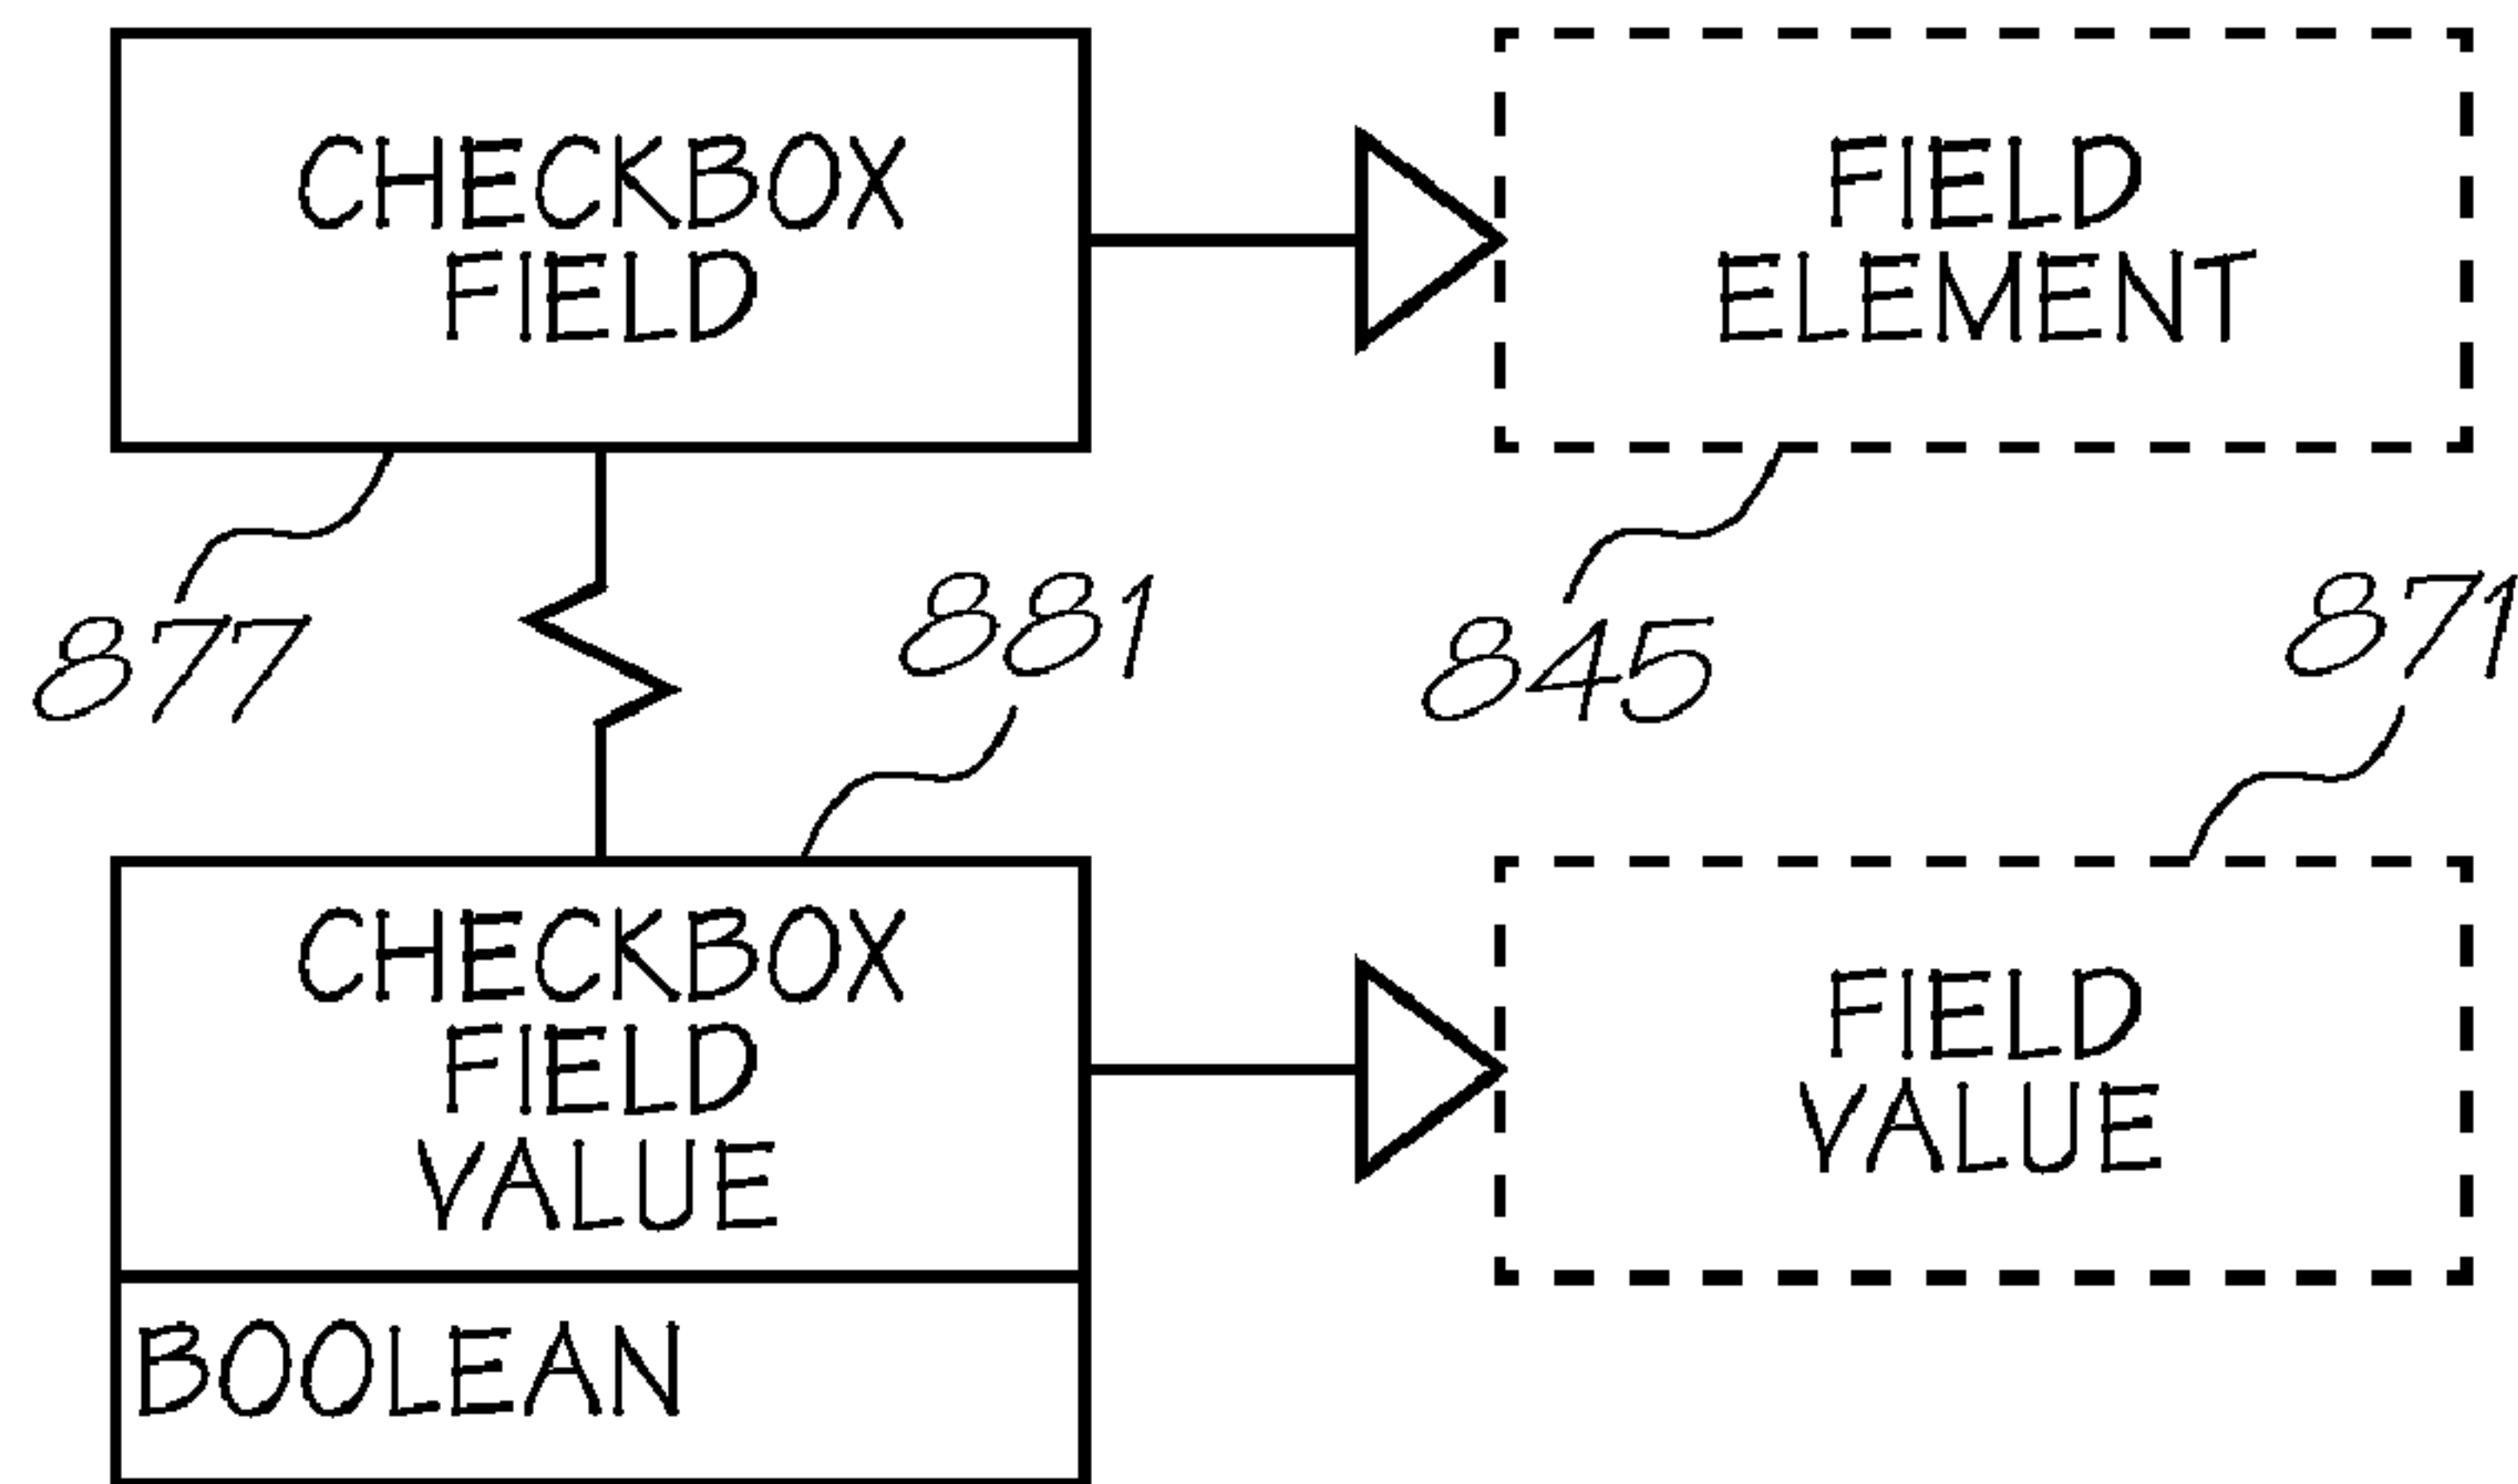 CHECKBOX
FIELD
FIELD
ELEMENT
877
881
845
871
CHECKBOX
FIELD
VALUE
FIELD
VALUE
BOOLEAN